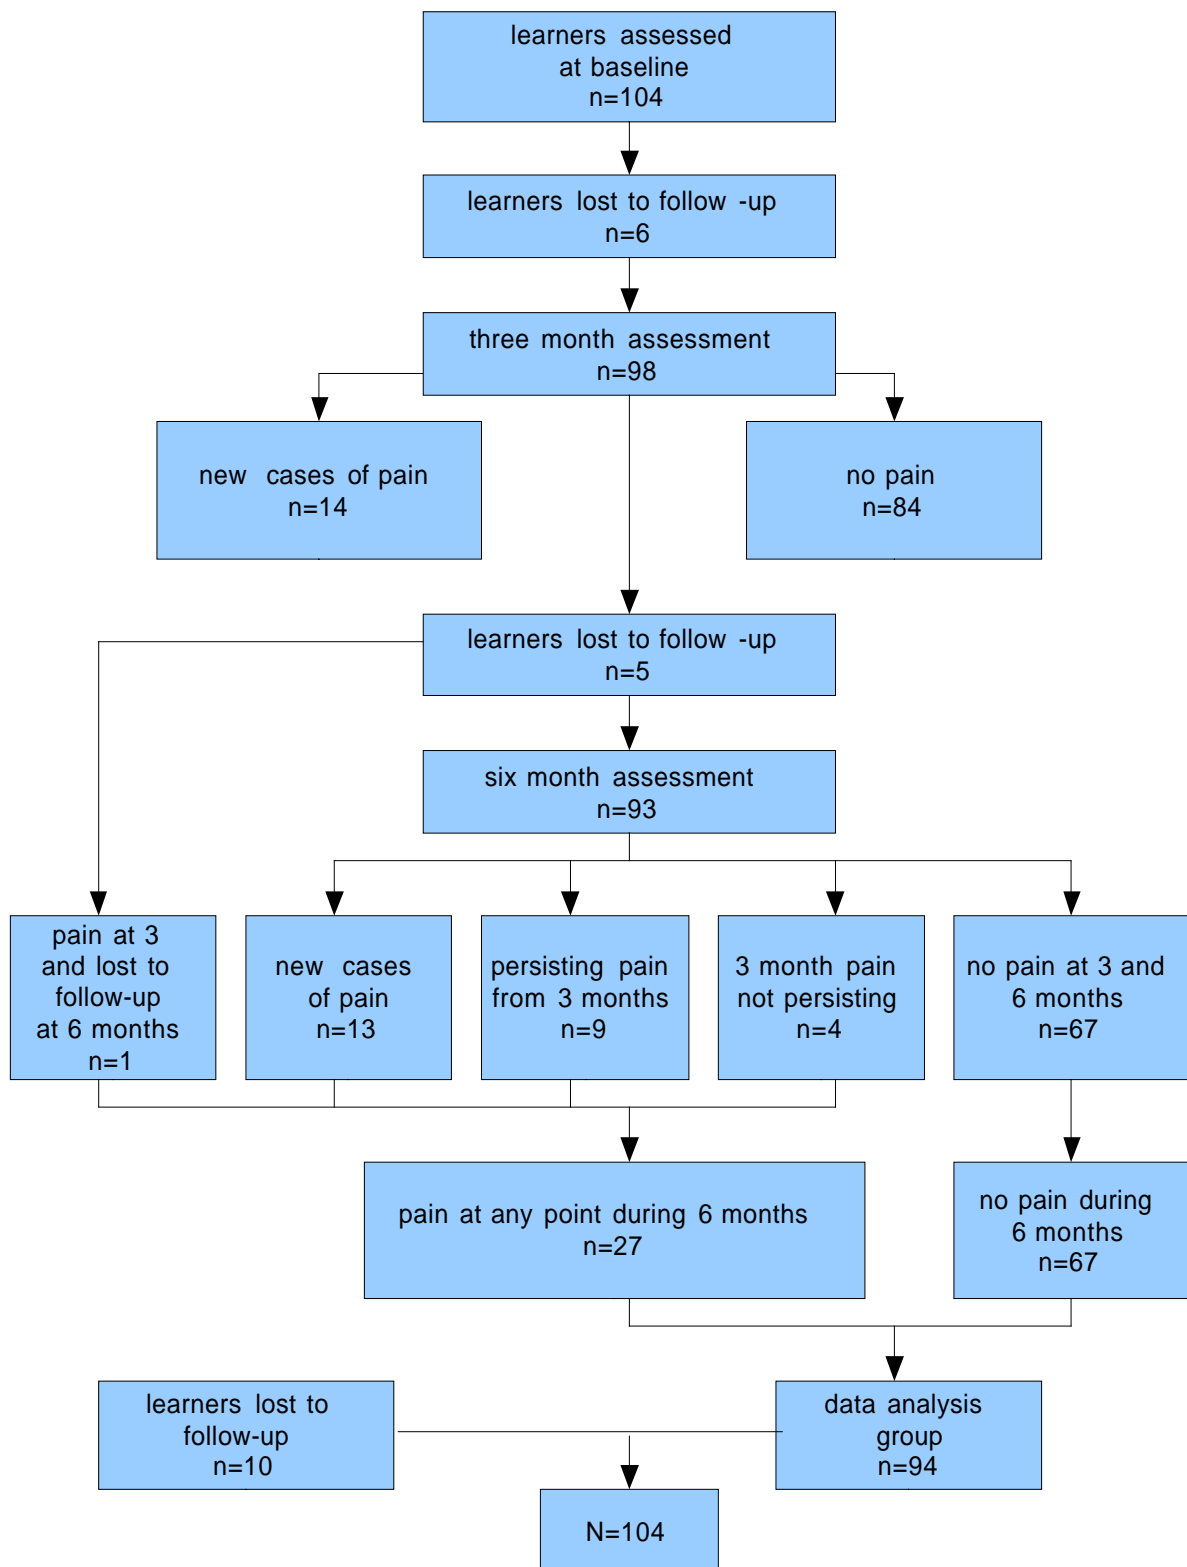 learners assessed
at baseline
n=104
learners lost to follow -up
n=6
three month assessment
n=98
new cases of pain
n=14
no pain
n=84
learners lost to follow -up
n=5
six month assessment
n=93
pain at 3
and lost to
follow-up
at 6 months
n=1
new cases
of pain
n=13
persisting pain
from 3 months
n=9
3 month pain
not persisting
n=4
no pain at 3 and
6 months
n=67
pain at any point during 6 months
n=27
no pain during
6 months
n=67
learners lost to
follow-up
n=10
data analysis
group
n=94
N=104